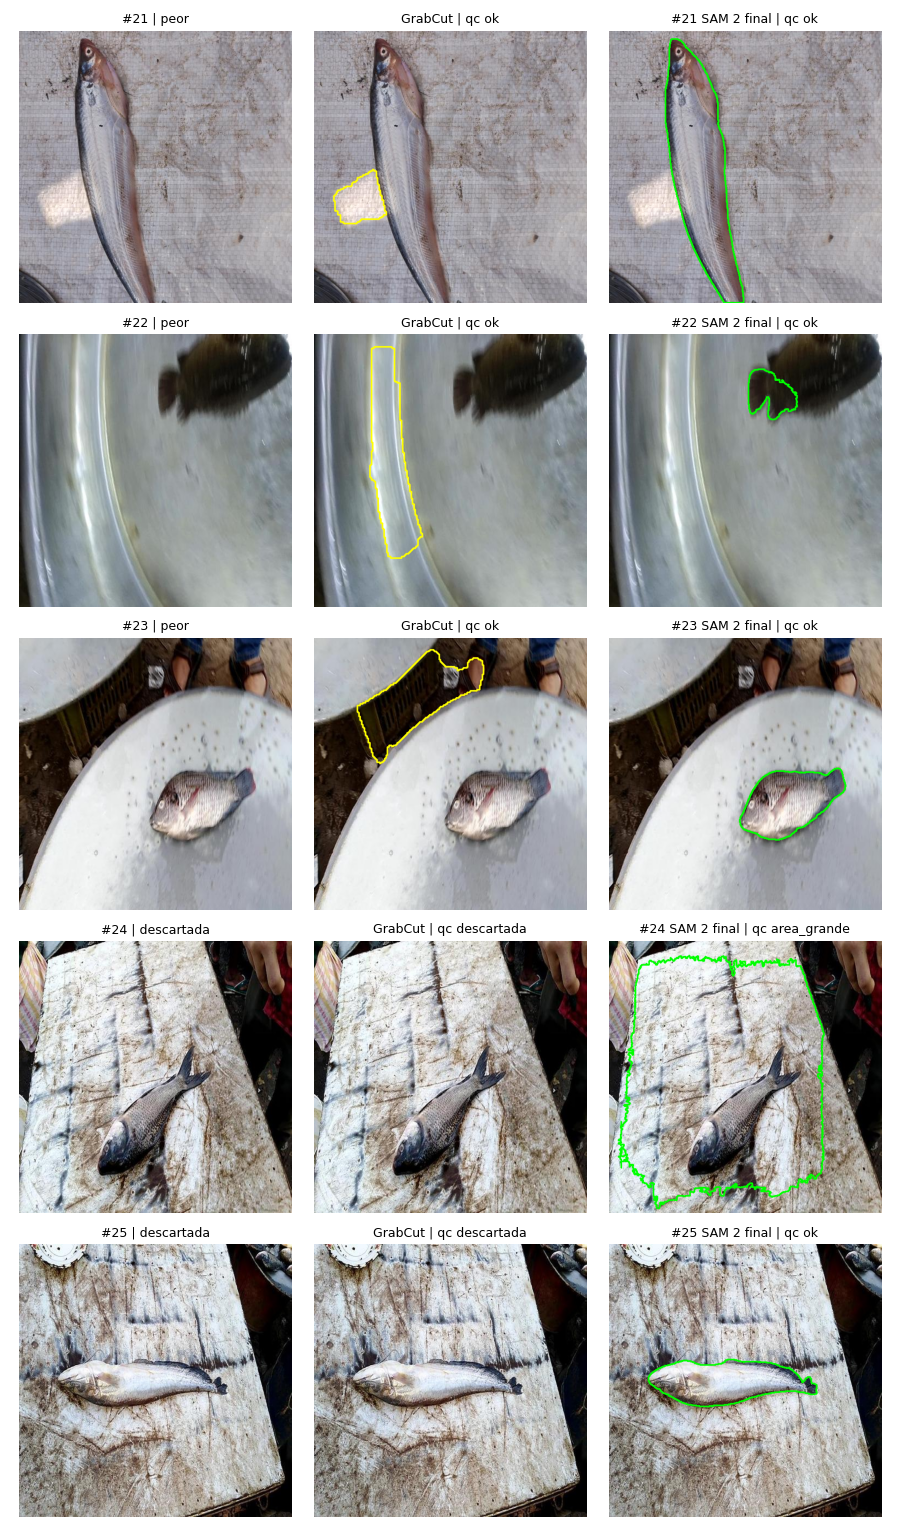 #21 | peor
GrabCut | qc ok
#21 SAM 2 final | qc ok
#22 | peor
GrabCut | qc ok
#22 SAM 2 final | qc ok
#23 | peor
GrabCut | qc ok
#23 SAM 2 final | qc ok
#24 | descartada
GrabCut | qc descartada
#24 SAM 2 final | qc area_grande
#25 | descartada
GrabCut | qc descartada
#25 SAM 2 final | qc ok